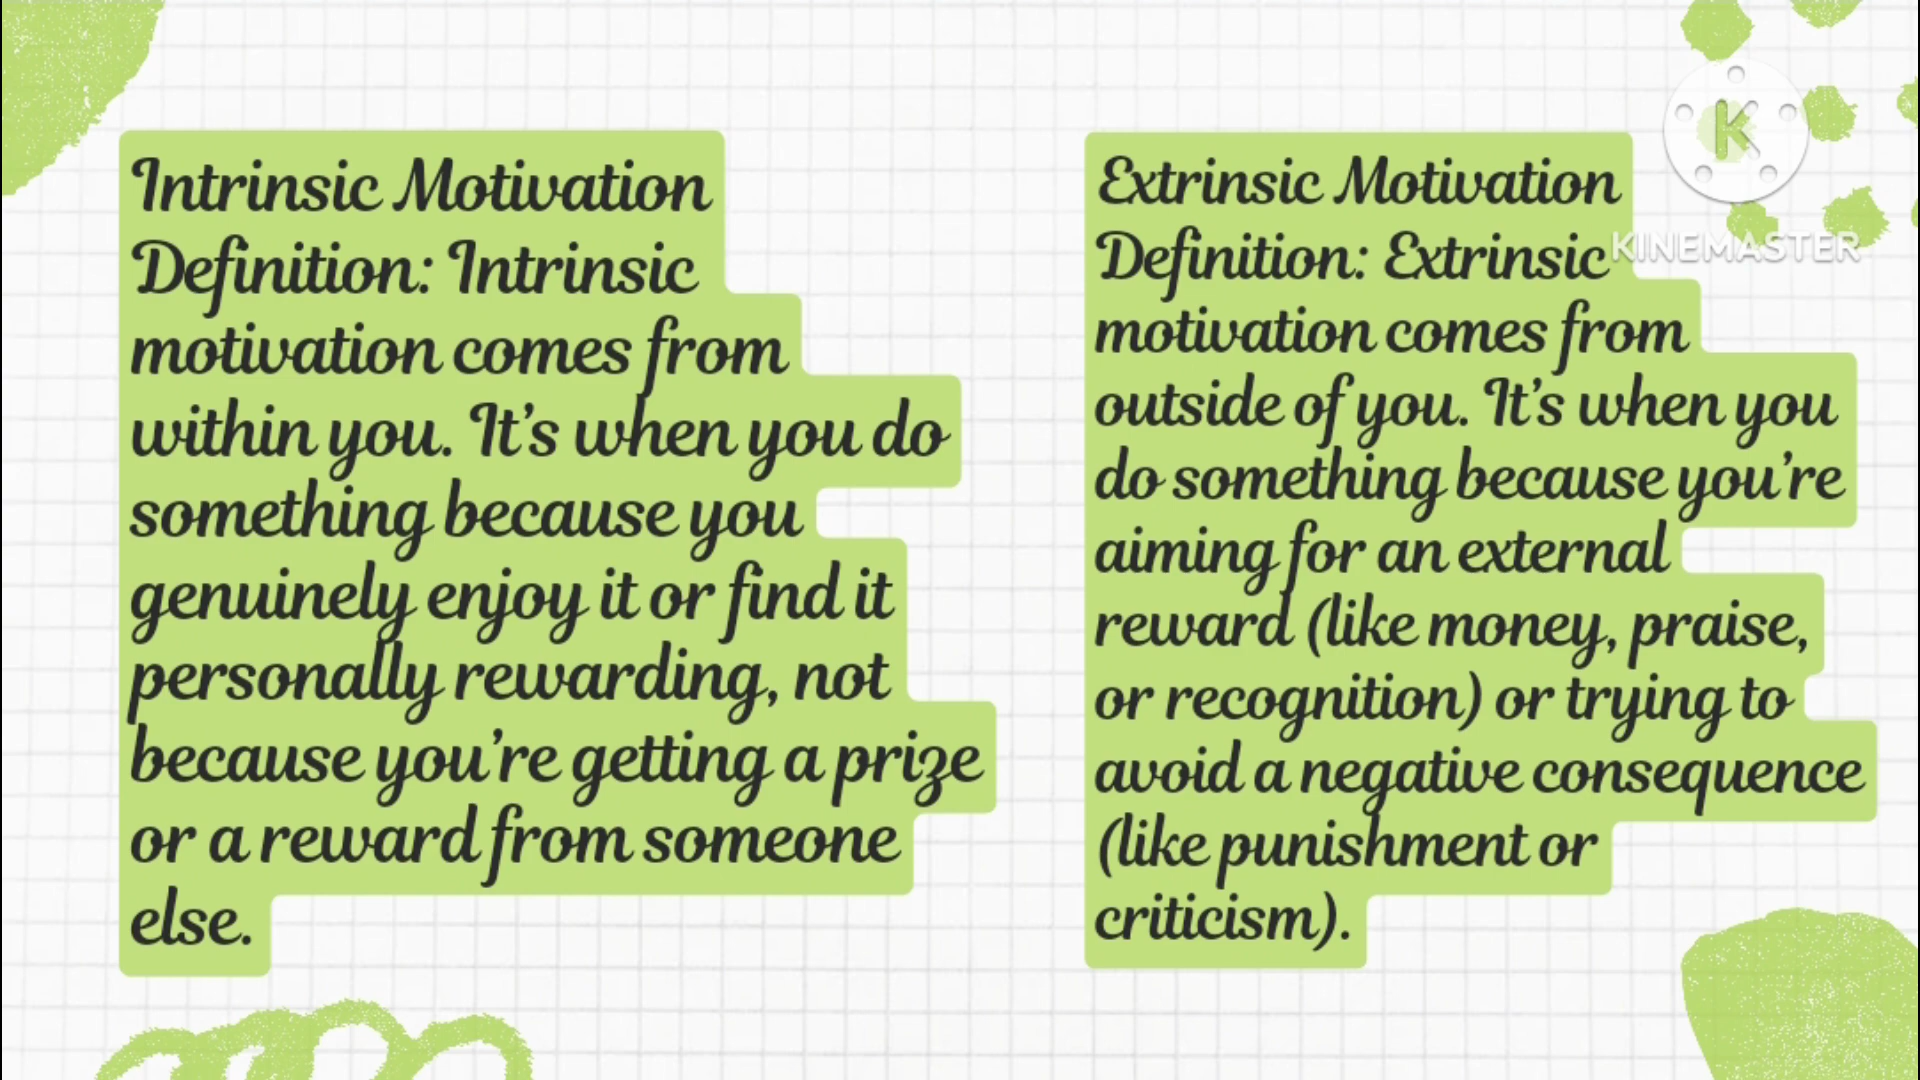 Intrinsic Motivation
Definition: Intrinsic
motivation comes from
within you. It's when you do
something because you
genuinely enjoy it or find it
personally rewarding, not
because you're getting a prize
or a reward from someone
else.
Extrinsic Motivation
Definition: Extrinsic
motivation comes from
outside of you. It's when you
do something because you're
aiming for an external
reward (like money, praise,
or recognition) or trying to
avoid a negative consequence
(like punishment or
criticism).
K
KINEMASTER